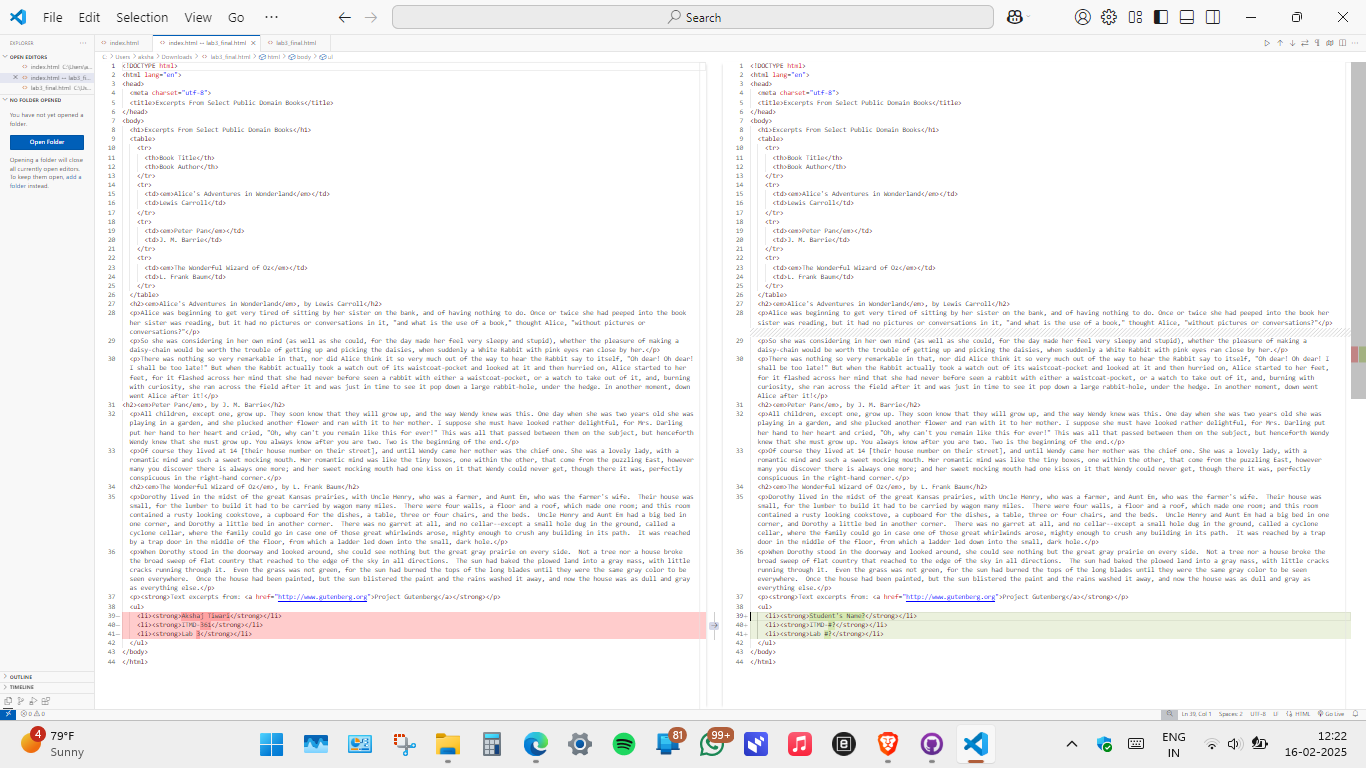 File Edit Selection View Go ···
Search
EXPLORER ···
OPEN EDITORS
index.html C:\Users\a...
index.html ↔ lab3_fi...
lab3_final.html C:\Us...
NO FOLDER OPENED
You have not yet opened a
folder.
Open Folder
Opening a folder will close
all currently open editors.
To keep them open, add a
folder instead.
OUTLINE
TIMELINE
index.html
index.html ↔ lab3_final.html
lab3_final.html
C: > Users > aksha > Downloads > lab3_final.html > html > body > ul
1 <!DOCTYPE html>
2 <html lang="en">
3 <head>
4 <meta charset="utf-8">
5 <title>Excerpts From Select Public Domain Books</title>
6 </head>
7 <body>
8 <h1>Excerpts From Select Public Domain Books</h1>
9 <table>
10 <tr>
11 <th>Book Title</th>
12 <th>Book Author</th>
13 </tr>
14 <tr>
15 <td><em>Alice's Adventures in Wonderland</em></td>
16 <td>Lewis Carroll</td>
17 </tr>
18 <tr>
19 <td><em>Peter Pan</em></td>
20 <td>J. M. Barrie</td>
21 </tr>
22 <tr>
23 <td><em>The Wonderful Wizard of Oz</em></td>
24 <td>L. Frank Baum</td>
25 </tr>
26 </table>
27 <h2><em>Alice's Adventures in Wonderland</em>, by Lewis Carroll</h2>
28 <p>Alice was beginning to get very tired of sitting by her sister on the bank, and of having nothing to do. Once or twice she had peeped into the book
her sister was reading, but it had no pictures or conversations in it, "and what is the use of a book," thought Alice, "without pictures or
conversations?"</p>
29 <p>So she was considering in her own mind (as well as she could, for the day made her feel very sleepy and stupid), whether the pleasure of making a
daisy-chain would be worth the trouble of getting up and picking the daisies, when suddenly a White Rabbit with pink eyes ran close by her.</p>
30 <p>There was nothing so very remarkable in that, nor did Alice think it so very much out of the way to hear the Rabbit say to itself, "Oh dear! Oh dear!
I shall be too late!" But when the Rabbit actually took a watch out of its waistcoat-pocket and looked at it and then hurried on, Alice started to her
feet, for it flashed across her mind that she had never before seen a rabbit with either a waistcoat-pocket, or a watch to take out of it, and, burning
with curiosity, she ran across the field after it and was just in time to see it pop down a large rabbit-hole, under the hedge. In another moment, down
went Alice after it!</p>
31 <h2><em>Peter Pan</em>, by J. M. Barrie</h2>
32 <p>All children, except one, grow up. They soon know that they will grow up, and the way Wendy knew was this. One day when she was two years old she was
playing in a garden, and she plucked another flower and ran with it to her mother. I suppose she must have looked rather delightful, for Mrs. Darling
put her hand to her heart and cried, "Oh, why can't you remain like this for ever!" This was all that passed between them on the subject, but henceforth
Wendy knew that she must grow up. You always know after you are two. Two is the beginning of the end.</p>
33 <p>Of course they lived at 14 [their house number on their street], and until Wendy came her mother was the chief one. She was a lovely lady, with a
romantic mind and such a sweet mocking mouth. Her romantic mind was like the tiny boxes, one within the other, that come from the puzzling East, however
many you discover there is always one more; and her sweet mocking mouth had one kiss on it that Wendy could never get, though there it was, perfectly
conspicuous in the right-hand corner.</p>
34 <h2><em>The Wonderful Wizard of Oz</em>, by L. Frank Baum</h2>
35 <p>Dorothy lived in the midst of the great Kansas prairies, with Uncle Henry, who was a farmer, and Aunt Em, who was the farmer's wife.  Their house was
small, for the lumber to build it had to be carried by wagon many miles.  There were four walls, a floor and a roof, which made one room; and this room
contained a rusty looking cookstove, a cupboard for the dishes, a table, three or four chairs, and the beds.  Uncle Henry and Aunt Em had a big bed in
one corner, and Dorothy a little bed in another corner.  There was no garret at all, and no cellar--except a small hole dug in the ground, called a
cyclone cellar, where the family could go in case one of those great whirlwinds arose, mighty enough to crush any building in its path.  It was reached
by a trap door in the middle of the floor, from which a ladder led down into the small, dark hole.</p>
36 <p>When Dorothy stood in the doorway and looked around, she could see nothing but the great gray prairie on every side.  Not a tree nor a house broke
the broad sweep of flat country that reached to the edge of the sky in all directions.  The sun had baked the plowed land into a gray mass, with little
cracks running through it.  Even the grass was not green, for the sun had burned the tops of the long blades until they were the same gray color to be
seen everywhere.  Once the house had been painted, but the sun blistered the paint and the rains washed it away, and now the house was as dull and gray
as everything else.</p>
37 <p><strong>Text excerpts from: <a href="http://www.gutenberg.org">Project Gutenberg</a></strong></p>
38 <ul>
39− <li><strong>Akshaj Tiwari</strong></li>
40− <li><strong>ITMD 361</strong></li>
41− <li><strong>Lab 3</strong></li>
42 </ul>
43 </body>
44 </html>
1 <!DOCTYPE html>
2 <html lang="en">
3 <head>
4 <meta charset="utf-8">
5 <title>Excerpts From Select Public Domain Books</title>
6 </head>
7 <body>
8 <h1>Excerpts From Select Public Domain Books</h1>
9 <table>
10 <tr>
11 <th>Book Title</th>
12 <th>Book Author</th>
13 </tr>
14 <tr>
15 <td><em>Alice's Adventures in Wonderland</em></td>
16 <td>Lewis Carroll</td>
17 </tr>
18 <tr>
19 <td><em>Peter Pan</em></td>
20 <td>J. M. Barrie</td>
21 </tr>
22 <tr>
23 <td><em>The Wonderful Wizard of Oz</em></td>
24 <td>L. Frank Baum</td>
25 </tr>
26 </table>
27 <h2><em>Alice's Adventures in Wonderland</em>, by Lewis Carroll</h2>
28 <p>Alice was beginning to get very tired of sitting by her sister on the bank, and of having nothing to do. Once or twice she had peeped into the book her
sister was reading, but it had no pictures or conversations in it, "and what is the use of a book," thought Alice, "without pictures or conversations?"</p>
29 <p>So she was considering in her own mind (as well as she could, for the day made her feel very sleepy and stupid), whether the pleasure of making a
daisy-chain would be worth the trouble of getting up and picking the daisies, when suddenly a White Rabbit with pink eyes ran close by her.</p>
30 <p>There was nothing so very remarkable in that, nor did Alice think it so very much out of the way to hear the Rabbit say to itself, "Oh dear! Oh dear! I
shall be too late!" But when the Rabbit actually took a watch out of its waistcoat-pocket and looked at it and then hurried on, Alice started to her feet,
for it flashed across her mind that she had never before seen a rabbit with either a waistcoat-pocket, or a watch to take out of it, and, burning with
curiosity, she ran across the field after it and was just in time to see it pop down a large rabbit-hole, under the hedge. In another moment, down went
Alice after it!</p>
31 <h2><em>Peter Pan</em>, by J. M. Barrie</h2>
32 <p>All children, except one, grow up. They soon know that they will grow up, and the way Wendy knew was this. One day when she was two years old she was
playing in a garden, and she plucked another flower and ran with it to her mother. I suppose she must have looked rather delightful, for Mrs. Darling put
her hand to her heart and cried, "Oh, why can't you remain like this for ever!" This was all that passed between them on the subject, but henceforth Wendy
knew that she must grow up. You always know after you are two. Two is the beginning of the end.</p>
33 <p>Of course they lived at 14 [their house number on their street], and until Wendy came her mother was the chief one. She was a lovely lady, with a
romantic mind and such a sweet mocking mouth. Her romantic mind was like the tiny boxes, one within the other, that come from the puzzling East, however
many you discover there is always one more; and her sweet mocking mouth had one kiss on it that Wendy could never get, though there it was, perfectly
conspicuous in the right-hand corner.</p>
34 <h2><em>The Wonderful Wizard of Oz</em>, by L. Frank Baum</h2>
35 <p>Dorothy lived in the midst of the great Kansas prairies, with Uncle Henry, who was a farmer, and Aunt Em, who was the farmer's wife.  Their house was
small, for the lumber to build it had to be carried by wagon many miles.  There were four walls, a floor and a roof, which made one room; and this room
contained a rusty looking cookstove, a cupboard for the dishes, a table, three or four chairs, and the beds.  Uncle Henry and Aunt Em had a big bed in one
corner, and Dorothy a little bed in another corner.  There was no garret at all, and no cellar--except a small hole dug in the ground, called a cyclone
cellar, where the family could go in case one of those great whirlwinds arose, mighty enough to crush any building in its path.  It was reached by a trap
door in the middle of the floor, from which a ladder led down into the small, dark hole.</p>
36 <p>When Dorothy stood in the doorway and looked around, she could see nothing but the great gray prairie on every side.  Not a tree nor a house broke the
broad sweep of flat country that reached to the edge of the sky in all directions.  The sun had baked the plowed land into a gray mass, with little cracks
running through it.  Even the grass was not green, for the sun had burned the tops of the long blades until they were the same gray color to be seen
everywhere.  Once the house had been painted, but the sun blistered the paint and the rains washed it away, and now the house was as dull and gray as
everything else.</p>
37 <p><strong>Text excerpts from: <a href="http://www.gutenberg.org">Project Gutenberg</a></strong></p>
38 <ul>
39+ <li><strong>Student's Name?</strong></li>
40+ <li><strong>ITMD #?</strong></li>
41+ <li><strong>Lab #?</strong></li>
42 </ul>
43 </body>
44 </html>
0 0
Ln 39, Col 1 Spaces: 2 UTF-8 LF HTML Go Live
4
79°F
Sunny
81
99+
ENG
IN
12:22
16-02-2025